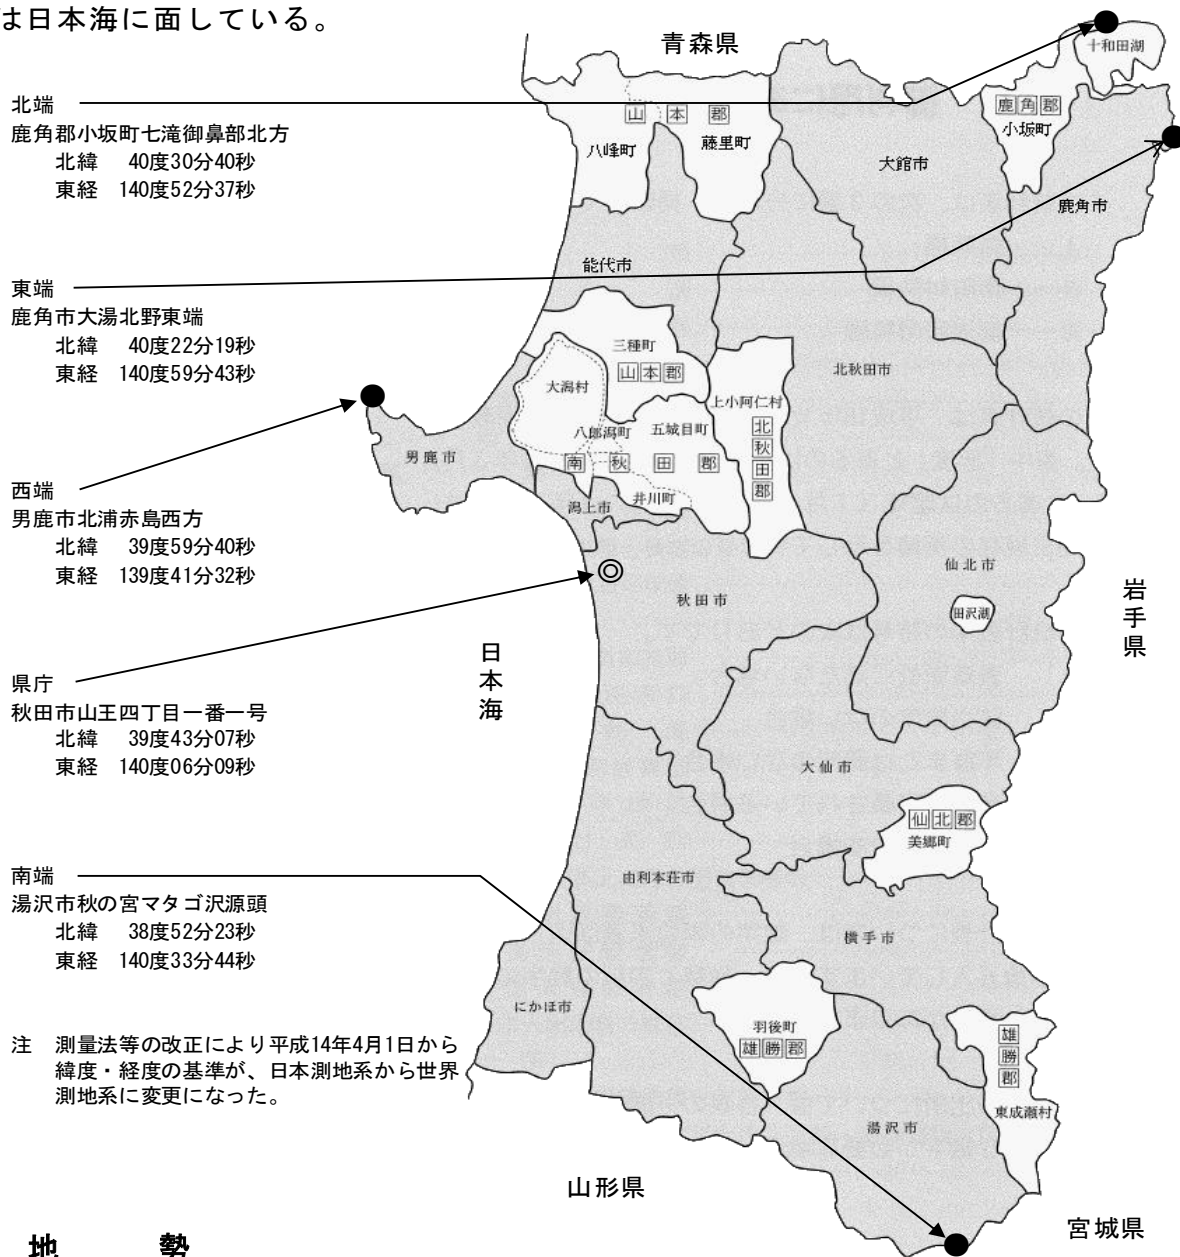 は日本海に面している。
北端
鹿角郡小坂町七滝御鼻部北方
北緯 40度30分40秒
東経 140度52分37秒
東端
鹿角市大湯北野東端
北緯 40度22分19秒
東経 140度59分43秒
西端
男鹿市北浦赤島西方
北緯 39度59分40秒
東経 139度41分32秒
県庁
秋田市山王四丁目一番一号
北緯 39度43分07秒
東経 140度06分09秒
南端
湯沢市秋の宮マタゴ沢源頭
北緯 38度52分23秒
東経 140度33分44秒
注 測量法等の改正により平成14年4月1日から
緯度・経度の基準が、日本測地系から世界
測地系に変更になった。
青森県
十和田湖
山本郡
鹿角郡
八峰町
藤里町
小坂町
大館市
鹿角市
能代市
三種町
山本郡
大潟村
北秋田市
上小阿仁村
北秋田郡
八郎潟町
五城目町
男鹿市
南秋田郡
井川町
潟上市
秋田市
仙北市
田沢湖
岩手県
日本海
大仙市
仙北郡
美郷町
由利本荘市
横手市
にかほ市
羽後町
雄勝郡
雄勝郡
東成瀬村
湯沢市
山形県
宮城県
地 勢